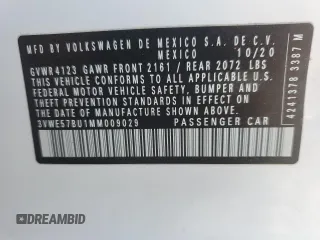 MFD BY VOLKSWAGEN DE MEXICO S.A. DE C.V.
MEXICO 10/20
GVWR 4123 GAWR FRONT 2161 / REAR 2072 LBS
THIS VEHICLE CONFORMS TO ALL APPLICABLE U.S.
FEDERAL MOTOR VEHICLE SAFETY, BUMPER, AND
THEFT PREVENTION STANDARDS IN EFFECT ON THE
DATE OF MANUFACTURE SHOWN ABOVE
3VWE57BU1MM009029 PASSENGER CAR
4241378 3387 M
DREAMBID